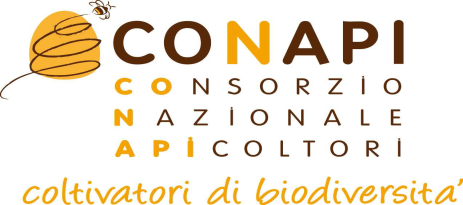 CONAPI
CONSORZIO
NAZIONALE
APICOLTORI
coltivatori di biodiversita'